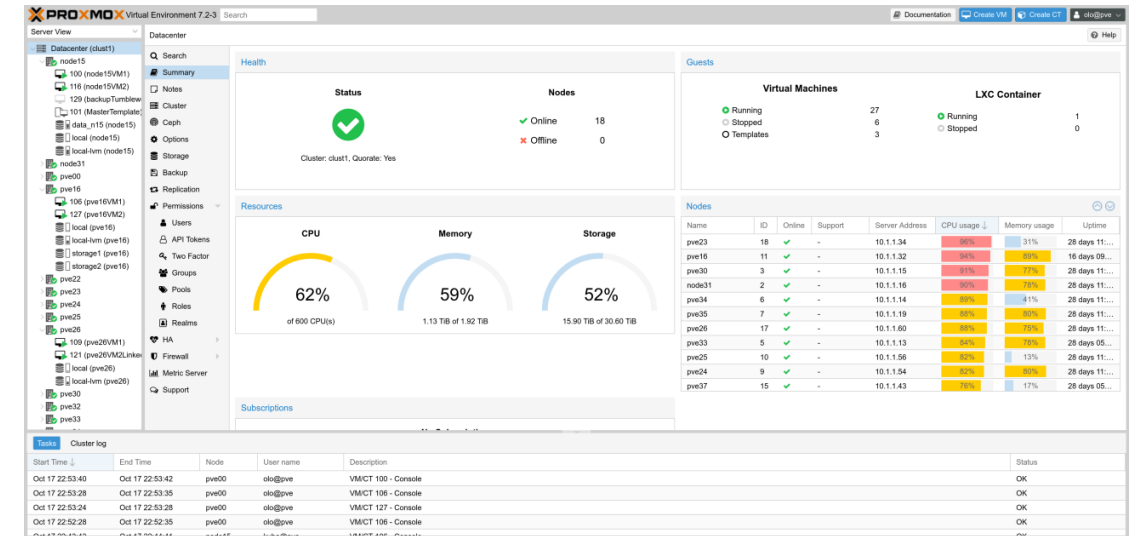 PROXMOX Virtual Environment 7.2-3 Search Documentation Create VM Create CT olo@pve
Server View
Datacenter (clust1)
node15
100 (node15VM1)
116 (node15VM2)
129 (backupTumblew
101 (MasterTemplate
data_n15 (node15)
local (node15)
local-lvm (node15)
node31
pve00
pve16
106 (pve16VM1)
127 (pve16VM2)
local (pve16)
local-lvm (pve16)
storage1 (pve16)
storage2 (pve16)
pve22
pve23
pve24
pve25
pve26
109 (pve26VM1)
121 (pve26VM2Linke
local (pve26)
local-lvm (pve26)
pve30
pve32
pve33
Datacenter Help
Search
Summary
Notes
Cluster
Ceph
Options
Storage
Backup
Replication
Permissions
Users
API Tokens
Two Factor
Groups
Pools
Roles
Realms
HA
Firewall
Metric Server
Support
Health
Status Nodes
Online 18
Offline 0
Cluster: clust1, Quorate: Yes
Guests
Virtual Machines
Running 27
Stopped 6
Templates 3
LXC Container
Running 1
Stopped 0
Resources
CPU Memory Storage
62% 59% 52%
of 600 CPU(s) 1.13 TiB of 1.92 TiB 15.90 TiB of 30.60 TiB
Nodes
Name ID Online Support Server Address CPU usage ↓ Memory usage Uptime
pve23 18 - 10.1.1.34 96% 31% 28 days 11:...
pve16 11 - 10.1.1.32 94% 89% 16 days 09...
pve30 3 - 10.1.1.15 91% 77% 28 days 11:...
node31 2 - 10.1.1.16 90% 78% 28 days 11:...
pve34 6 - 10.1.1.14 89% 41% 28 days 11:...
pve35 7 - 10.1.1.19 88% 80% 28 days 11:...
pve26 17 - 10.1.1.60 88% 75% 28 days 11:...
pve33 5 - 10.1.1.13 84% 78% 28 days 05...
pve25 10 - 10.1.1.56 82% 13% 28 days 11:...
pve24 9 - 10.1.1.54 82% 80% 28 days 11:...
pve37 15 - 10.1.1.43 76% 17% 28 days 05...
Subscriptions
Tasks Cluster log
Start Time ↓ End Time Node User name Description Status
Oct 17 22:53:40 Oct 17 22:53:42 pve00 olo@pve VM/CT 100 - Console OK
Oct 17 22:53:28 Oct 17 22:53:35 pve00 olo@pve VM/CT 106 - Console OK
Oct 17 22:53:24 Oct 17 22:53:28 pve00 olo@pve VM/CT 127 - Console OK
Oct 17 22:52:28 Oct 17 22:52:35 pve00 olo@pve VM/CT 106 - Console OK